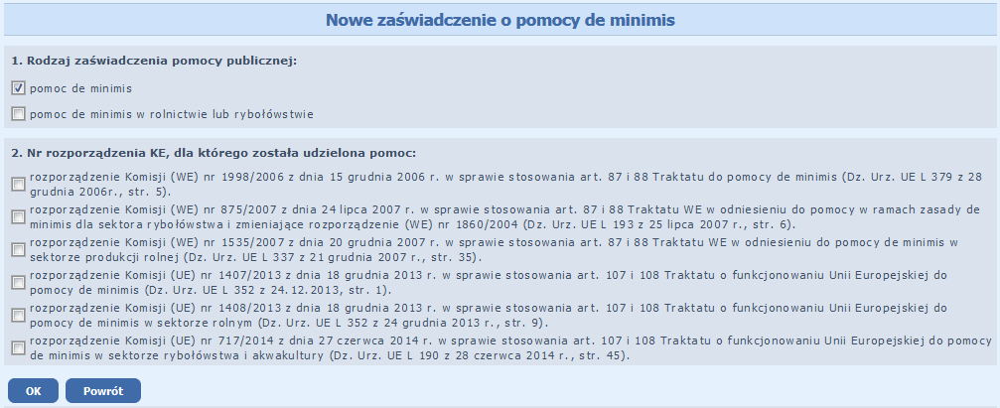 Nowe zaświadczenie o pomocy de minimis
1. Rodzaj zaświadczenia pomocy publicznej:
pomoc de minimis
pomoc de minimis w rolnictwie lub rybołówstwie
2. Nr rozporządzenia KE, dla którego została udzielona pomoc:
rozporządzenie Komisji (WE) nr 1998/2006 z dnia 15 grudnia 2006 r. w sprawie stosowania art. 87 i 88 Traktatu do pomocy de minimis (Dz. Urz. UE L 379 z 28
grudnia 2006r., str. 5).
rozporządzenie Komisji (WE) nr 875/2007 z dnia 24 lipca 2007 r. w sprawie stosowania art. 87 i 88 Traktatu WE w odniesieniu do pomocy w ramach zasady de
minimis dla sektora rybołówstwa i zmieniające rozporządzenie (WE) nr 1860/2004 (Dz. Urz. UE L 193 z 25 lipca 2007 r., str. 6).
rozporządzenie Komisji (WE) nr 1535/2007 z dnia 20 grudnia 2007 r. w sprawie stosowania art. 87 i 88 Traktatu WE w odniesieniu do pomocy de minimis w
sektorze produkcji rolnej (Dz. Urz. UE L 337 z 21 grudnia 2007 r., str. 35).
rozporządzenie Komisji (UE) nr 1407/2013 z dnia 18 grudnia 2013 r. w sprawie stosowania art. 107 i 108 Traktatu o funkcjonowaniu Unii Europejskiej do
pomocy de minimis (Dz. Urz. UE L 352 z 24.12.2013, str. 1).
rozporządzenie Komisji (UE) nr 1408/2013 z dnia 18 grudnia 2013 r. w sprawie stosowania art. 107 i 108 Traktatu o funkcjonowaniu Unii Europejskiej do
pomocy de minimis w sektorze rolnym (Dz. Urz. UE L 352 z 24 grudnia 2013 r., str. 9).
rozporządzenie Komisji (UE) nr 717/2014 z dnia 27 czerwca 2014 r. w sprawie stosowania art. 107 i 108 Traktatu o funkcjonowaniu Unii Europejskiej do pomocy
de minimis w sektorze rybołówstwa i akwakultury (Dz. Urz. UE L 190 z 28 czerwca 2014 r., str. 45).
OK Powrót